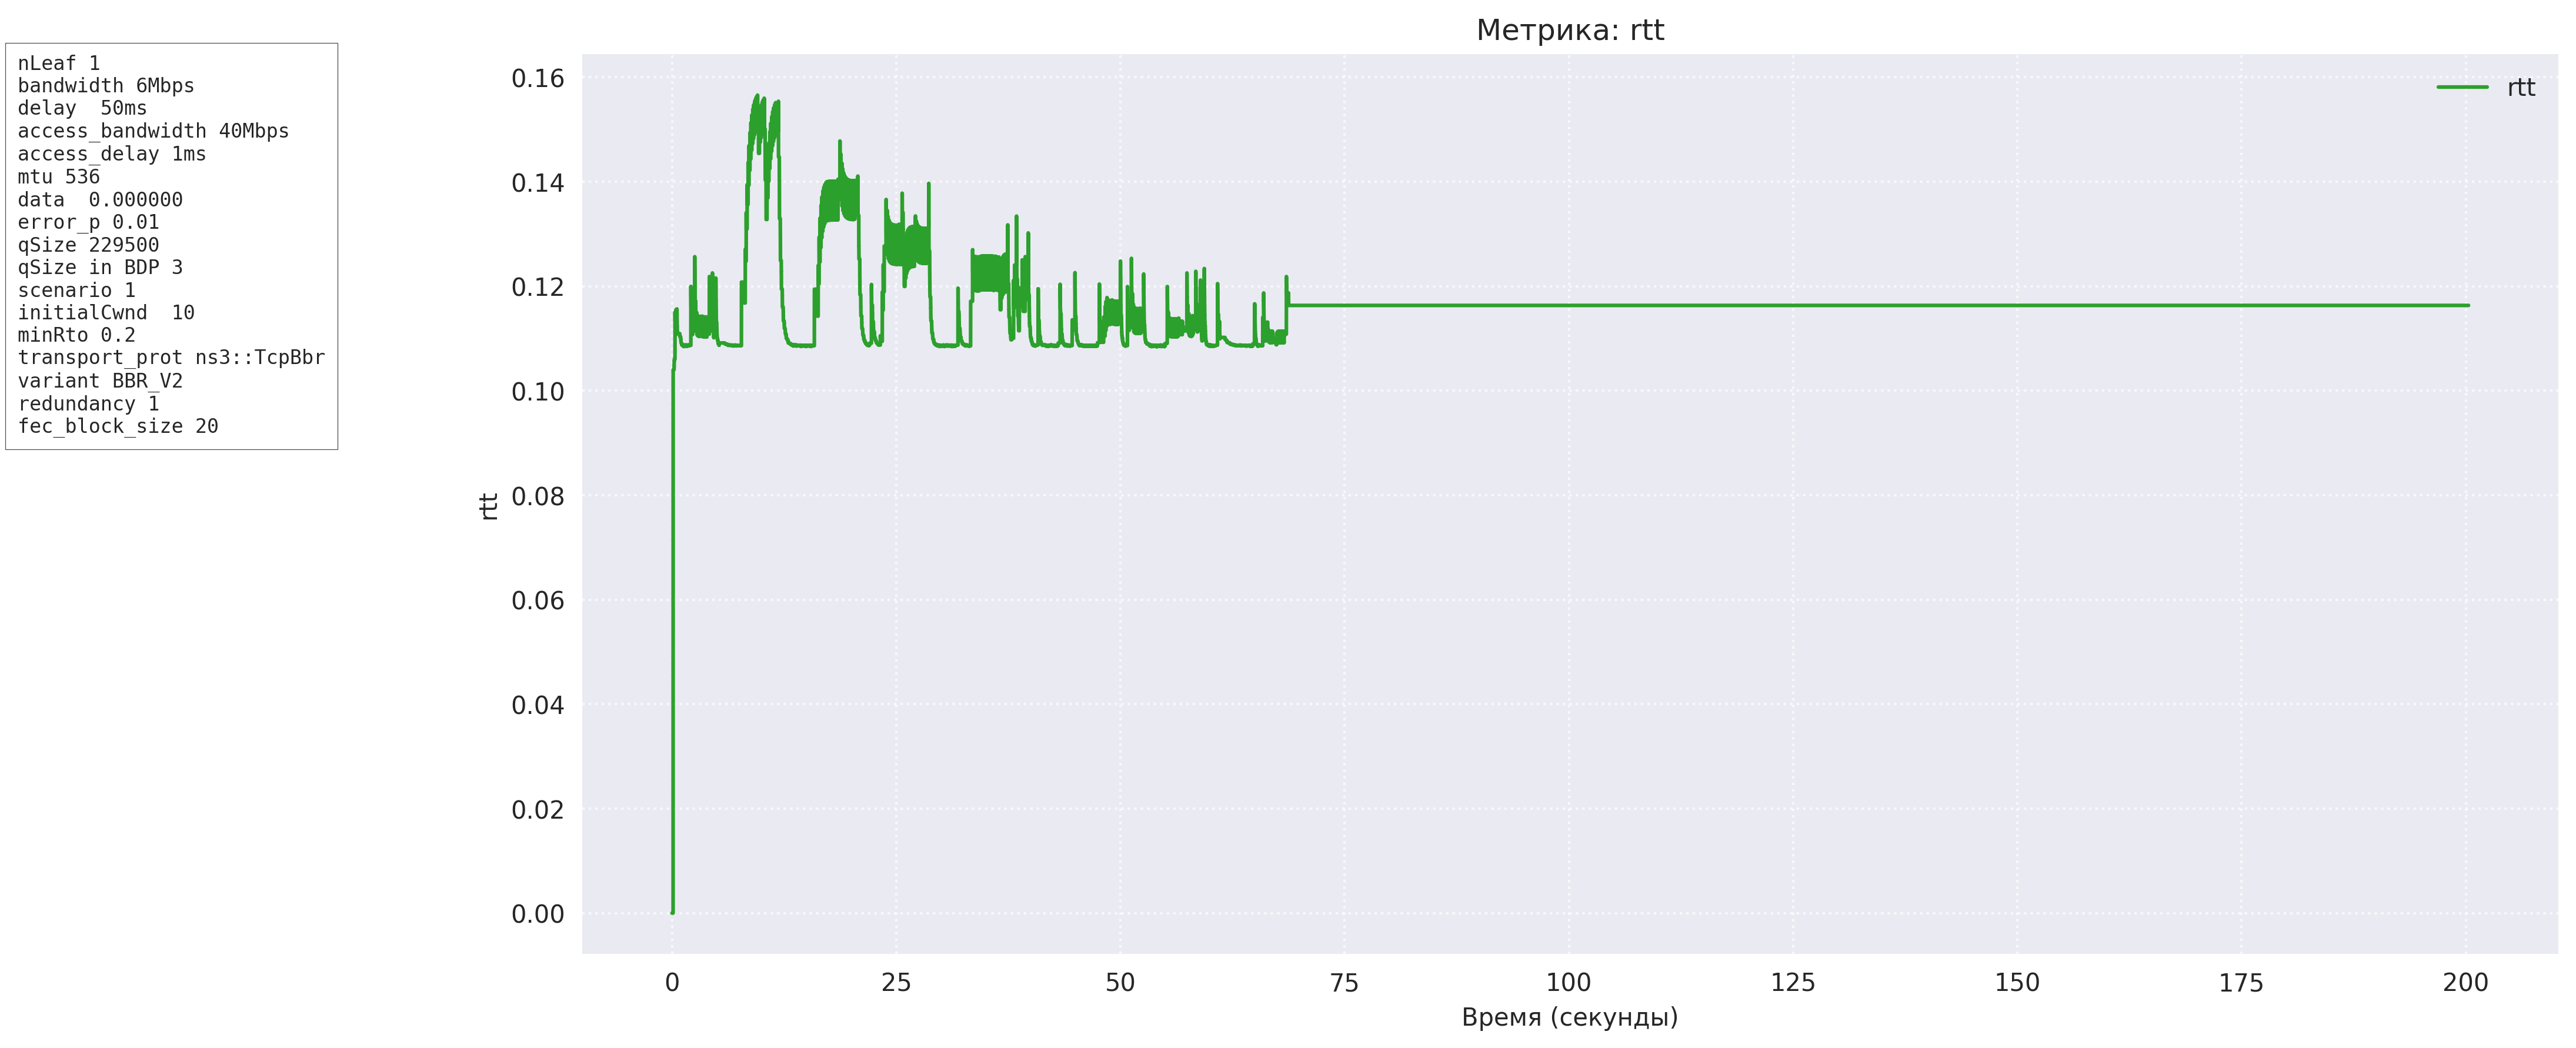 Метрика: rtt
nLeaf 1
bandwidth 6Mbps
delay  50ms
access_bandwidth 40Mbps
access_delay 1ms
mtu 536
data  0.000000
error_p 0.01
qSize 229500
qSize in BDP 3
scenario 1
initialCwnd  10
minRto 0.2
transport_prot ns3::TcpBbr
variant BBR_V2
redundancy 1
fec_block_size 20
rtt
rtt
0.16
0.14
0.12
0.10
0.08
0.06
0.04
0.02
0.00
0 25 50 75 100 125 150 175 200
Время (секунды)